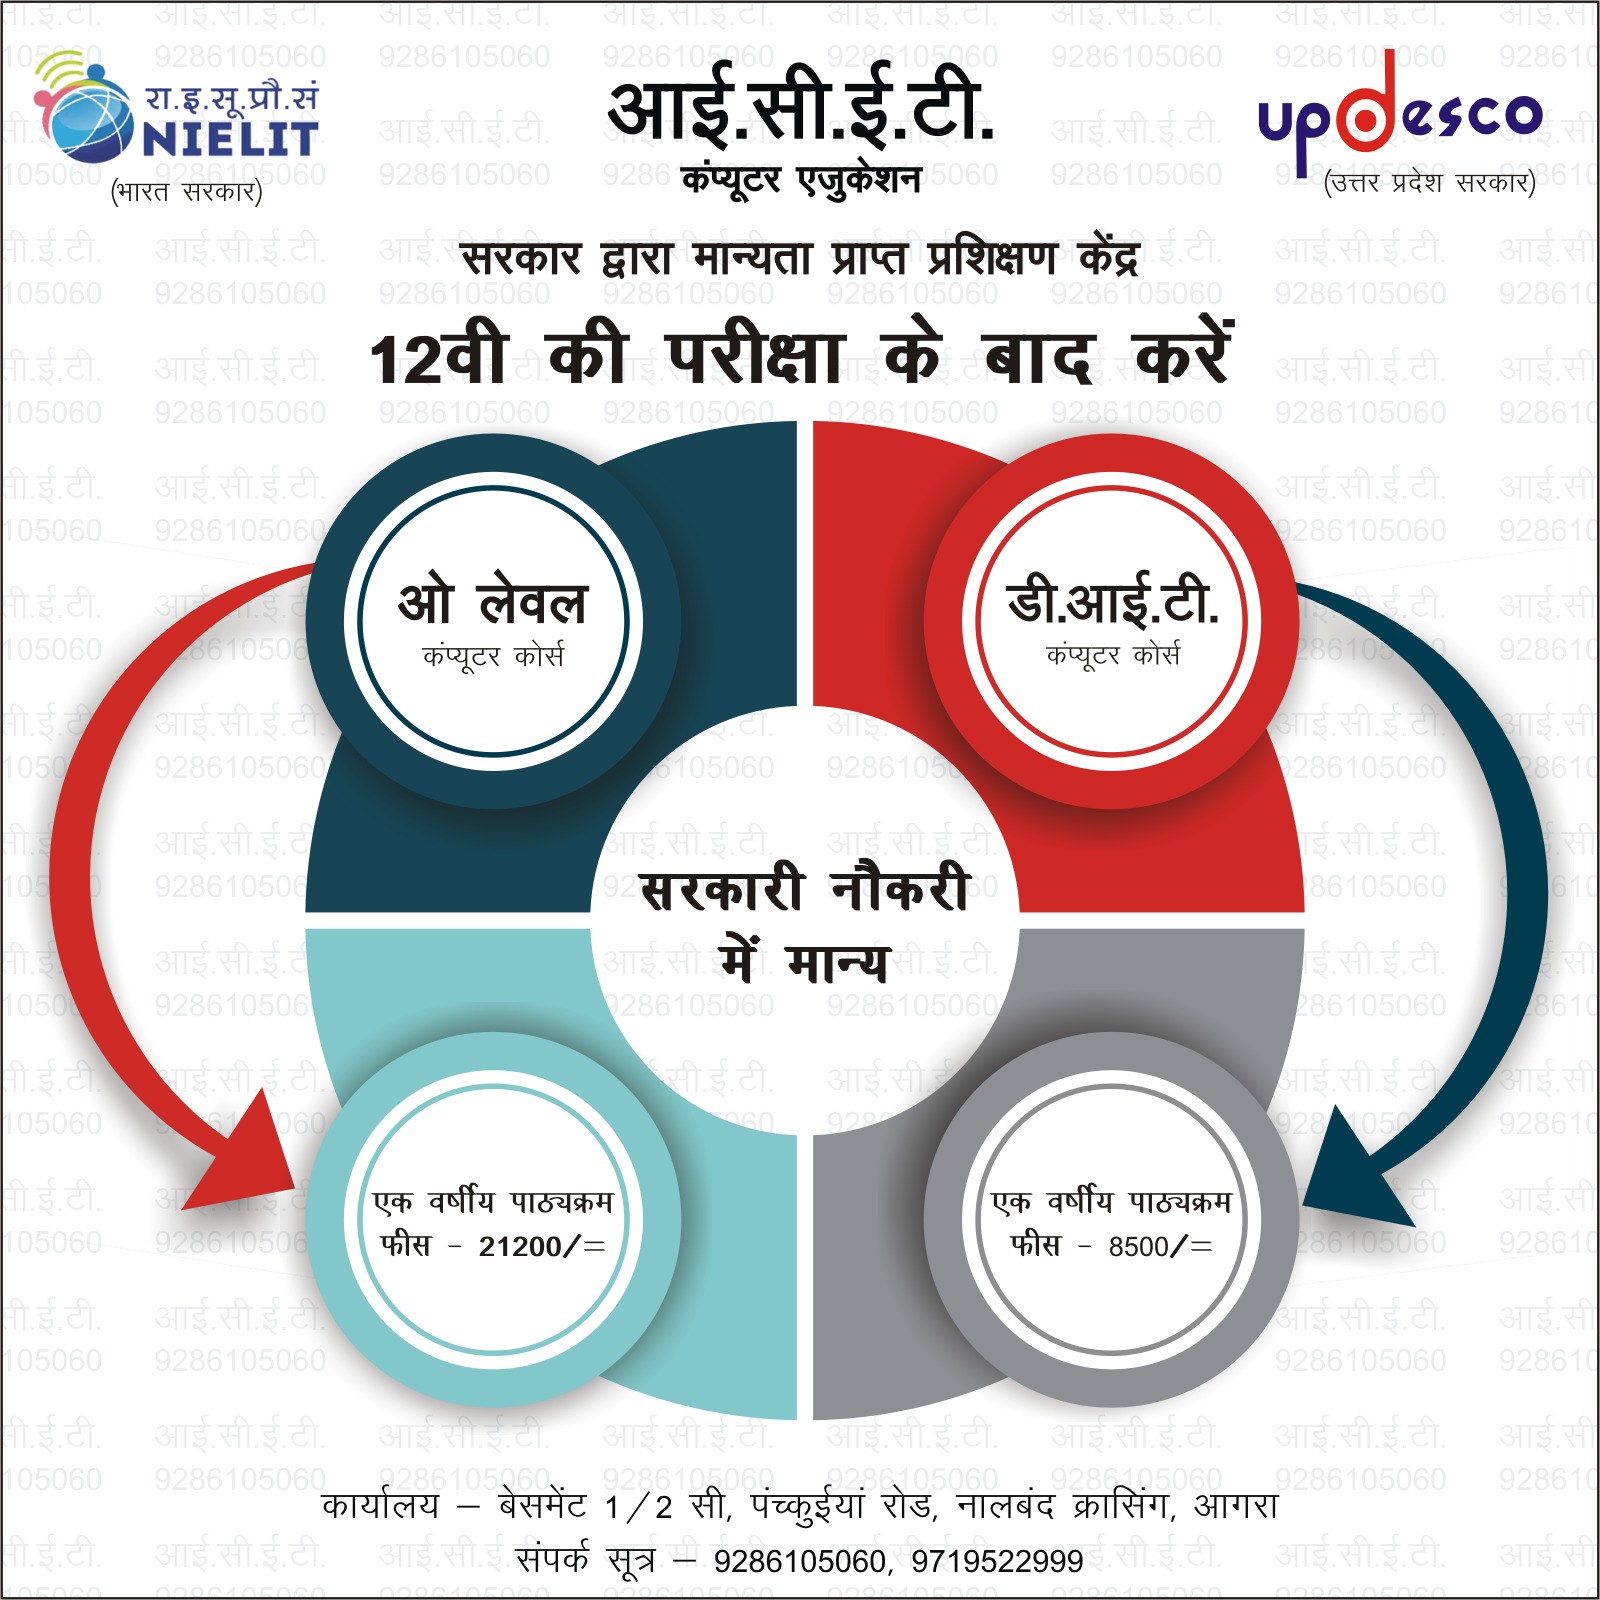 रा.इ.सू.प्रौ.सं
NIELIT
(भारत सरकार)
आई.सी.ई.टी.
कंप्यूटर एजुकेशन
updesco
(उत्तर प्रदेश सरकार)
सरकार द्वारा मान्यता प्राप्त प्रशिक्षण केंद्र
12वी की परीक्षा के बाद करें
ओ लेवल
कंप्यूटर कोर्स
डी.आई.टी.
कंप्यूटर कोर्स
सरकारी नौकरी
में मान्य
एक वर्षीय पाठ्यक्रम
फीस - 21200/=
एक वर्षीय पाठ्यक्रम
फीस - 8500/=
कार्यालय – बेसमेंट 1/2 सी, पंच्कुईयां रोड, नालबंद क्रासिंग, आगरा
संपर्क सूत्र – 9286105060, 9719522999